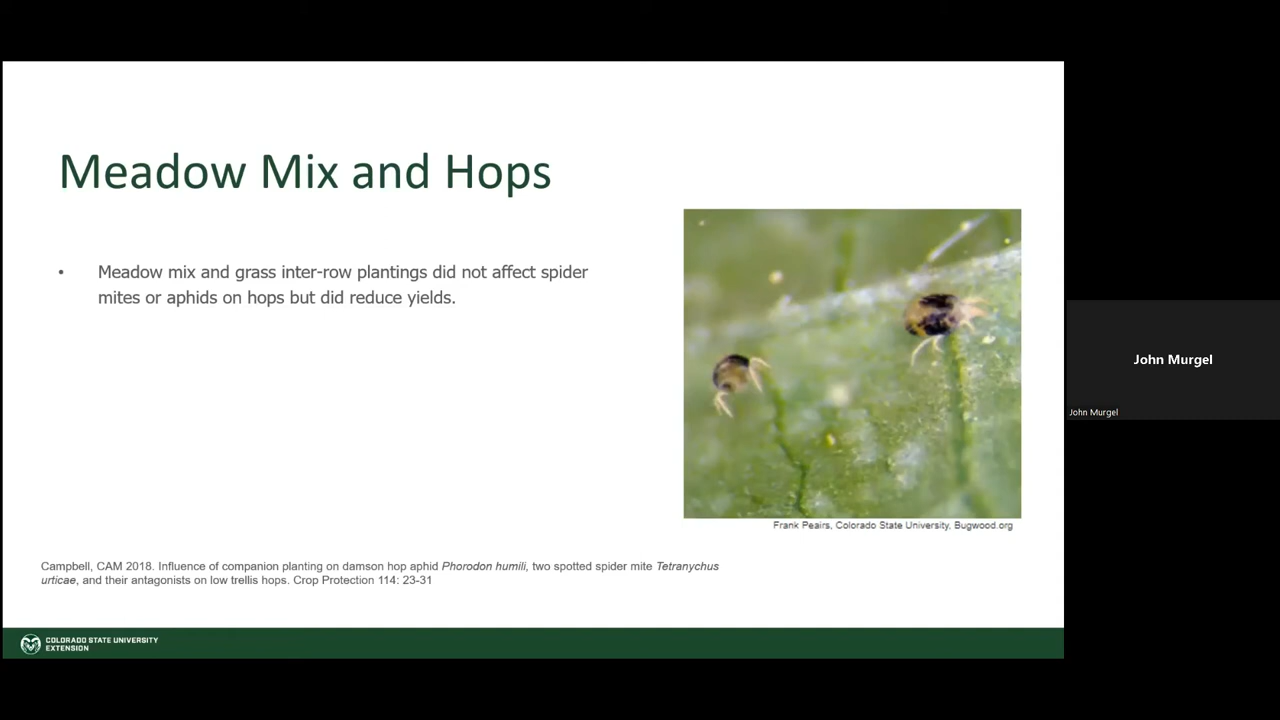 Meadow Mix and Hops
• Meadow mix and grass inter-row plantings did not affect spider
mites or aphids on hops but did reduce yields.
Frank Peairs, Colorado State University, Bugwood.org
John Murgel
John Murgel
Campbell, CAM 2018. Influence of companion planting on damson hop aphid Phorodon humili, two spotted spider mite Tetranychus
urticae, and their antagonists on low trellis hops. Crop Protection 114: 23-31
COLORADO STATE UNIVERSITY
EXTENSION